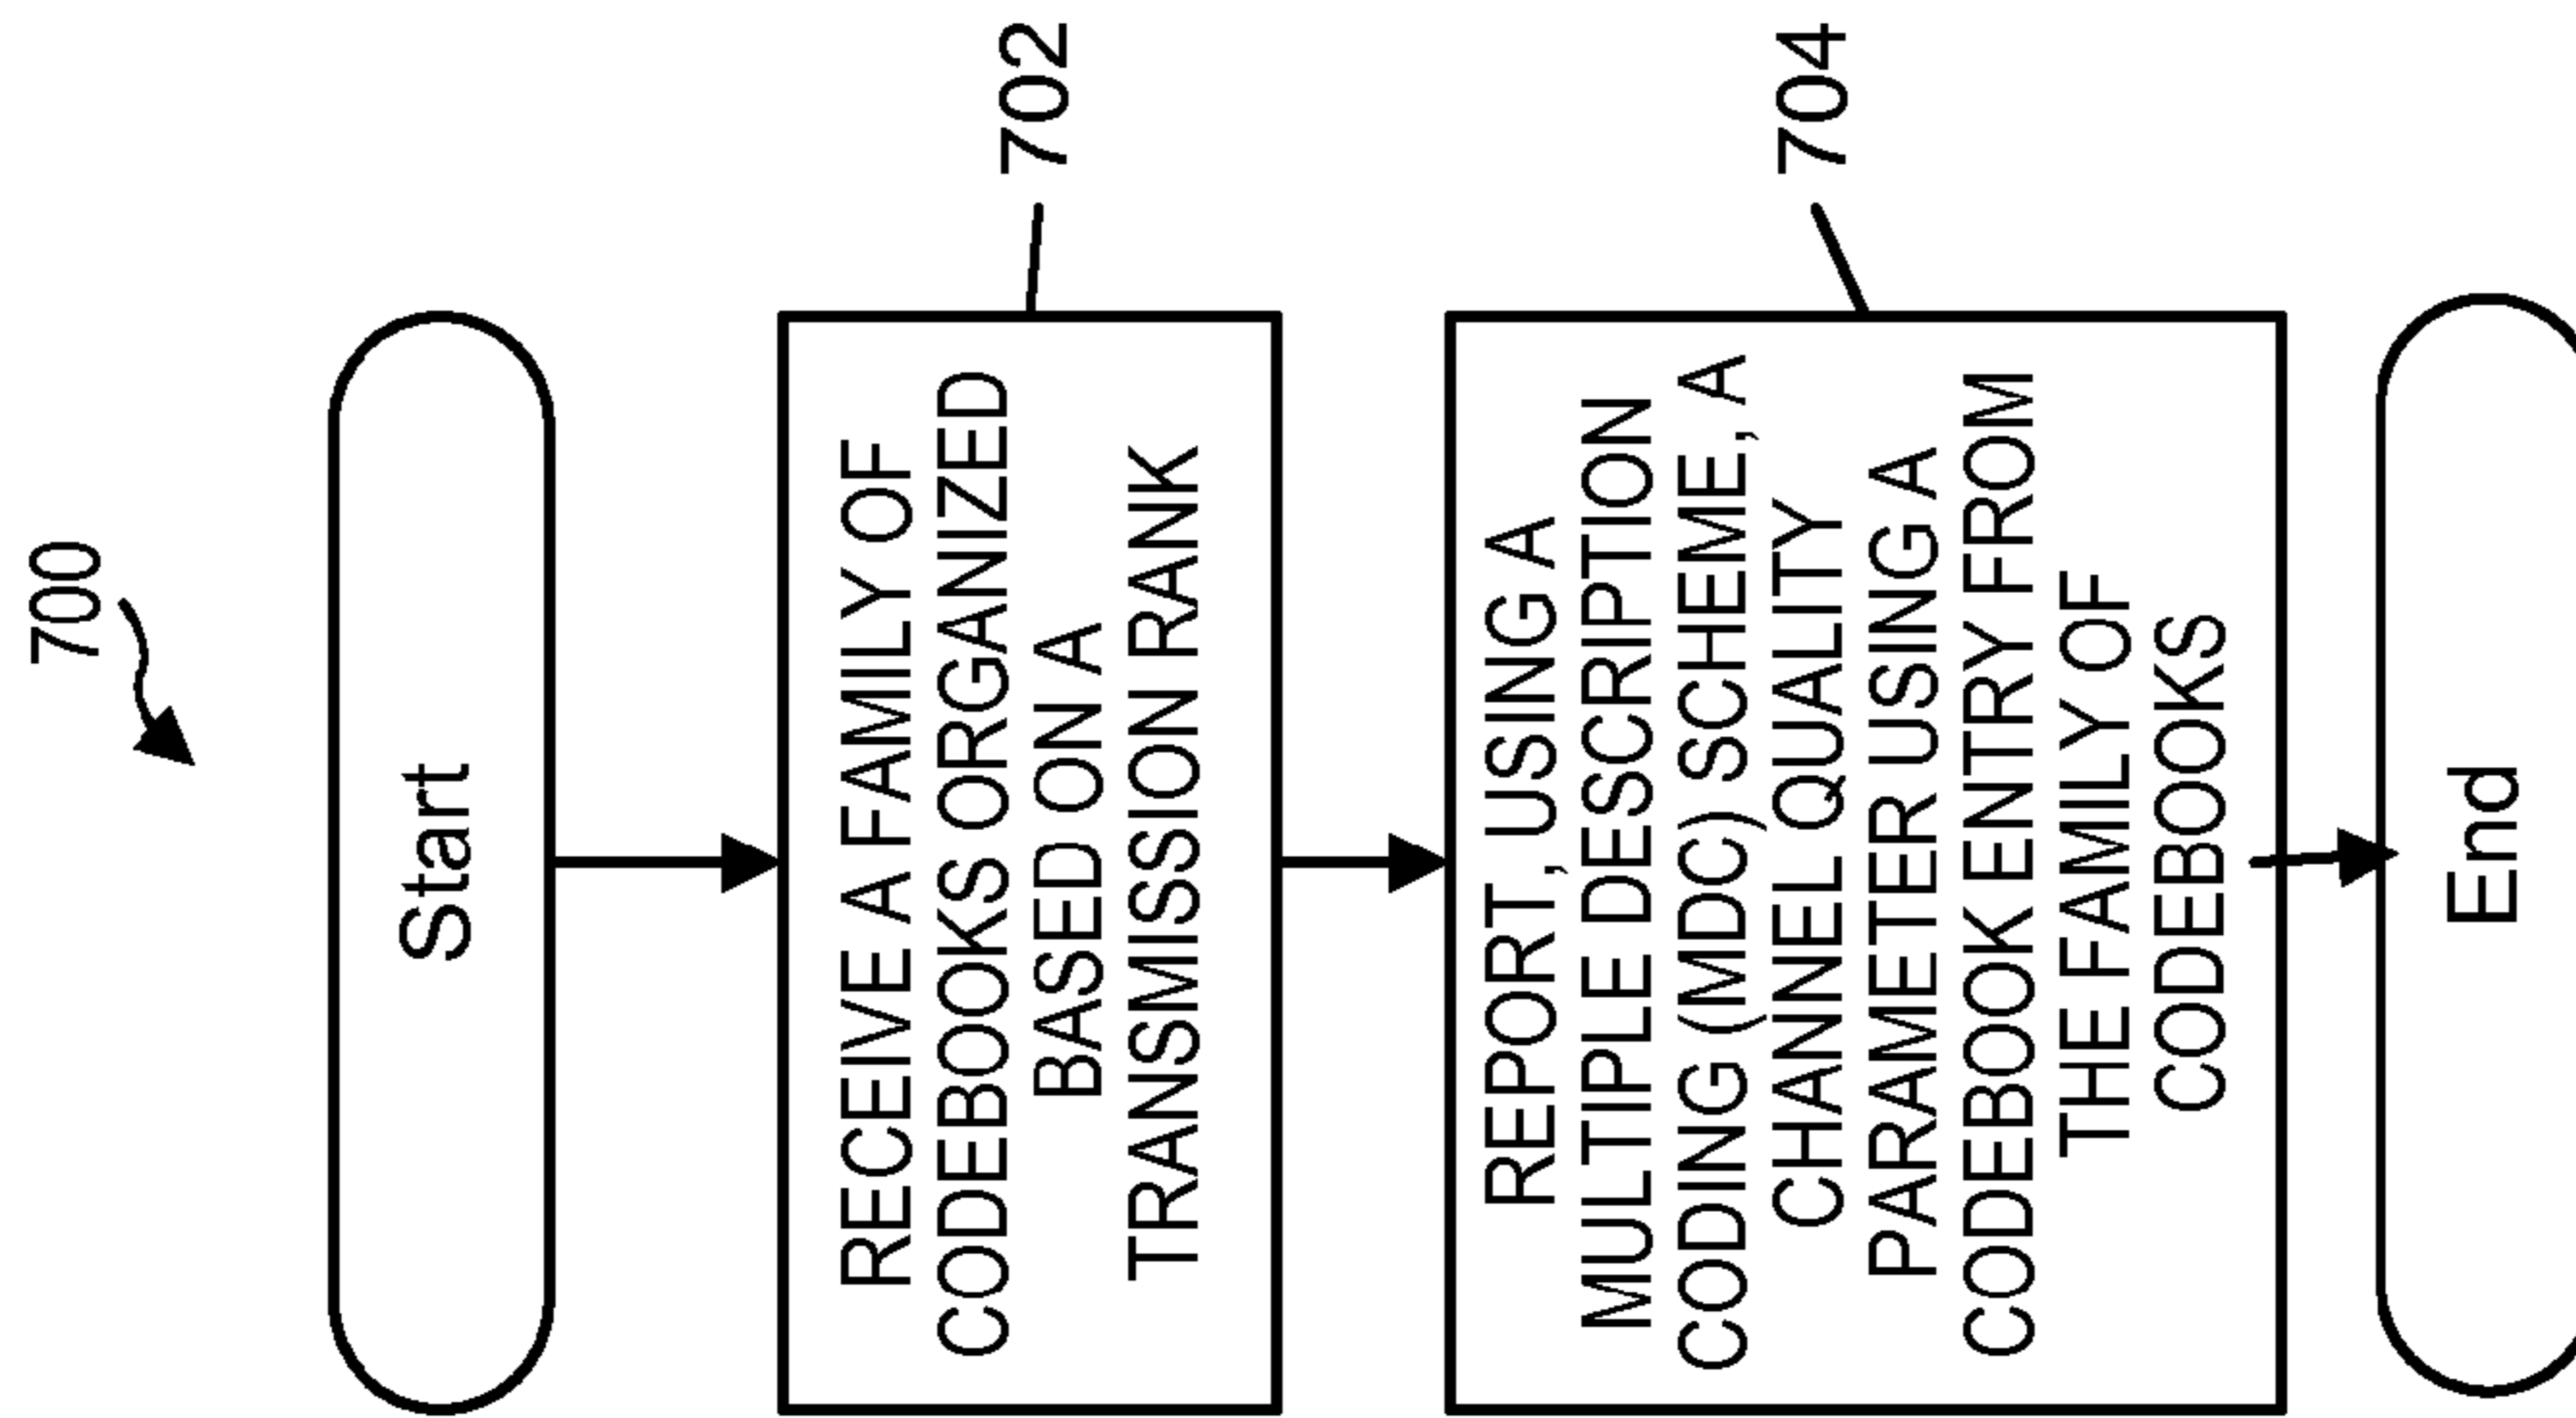 700
Start
RECEIVE A FAMILY OF
CODEBOOKS ORGANIZED
BASED ON A
TRANSMISSION RANK
702
REPORT, USING A
MULTIPLE DESCRIPTION
CODING (MDC) SCHEME, A
CHANNEL QUALITY
PARAMETER USING A
CODEBOOK ENTRY FROM
THE FAMILY OF
CODEBOOKS
704
End